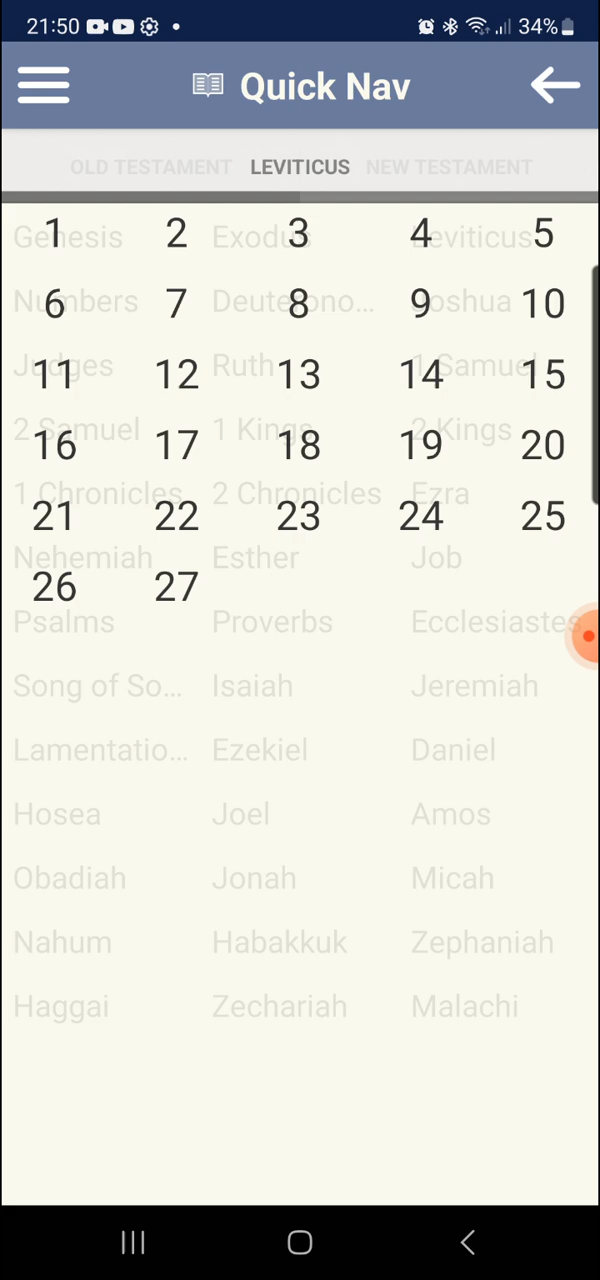 21:50 34%
Quick Nav
OLD TESTAMENT LEVITICUS NEW TESTAMENT
1 2 3 4 5
Genesis Exodus Leviticus
6 7 8 9 10
Numbers Deuterono... Joshua
11 12 13 14 15
Judges Ruth 1 Samuel
16 17 18 19 20
2 Samuel 1 Kings 2 Kings
21 22 23 24 25
1 Chronicles 2 Chronicles Ezra
26 27
Nehemiah Esther Job
Psalms Proverbs Ecclesiastes
Song of So... Isaiah Jeremiah
Lamentatio... Ezekiel Daniel
Hosea Joel Amos
Obadiah Jonah Micah
Nahum Habakkuk Zephaniah
Haggai Zechariah Malachi